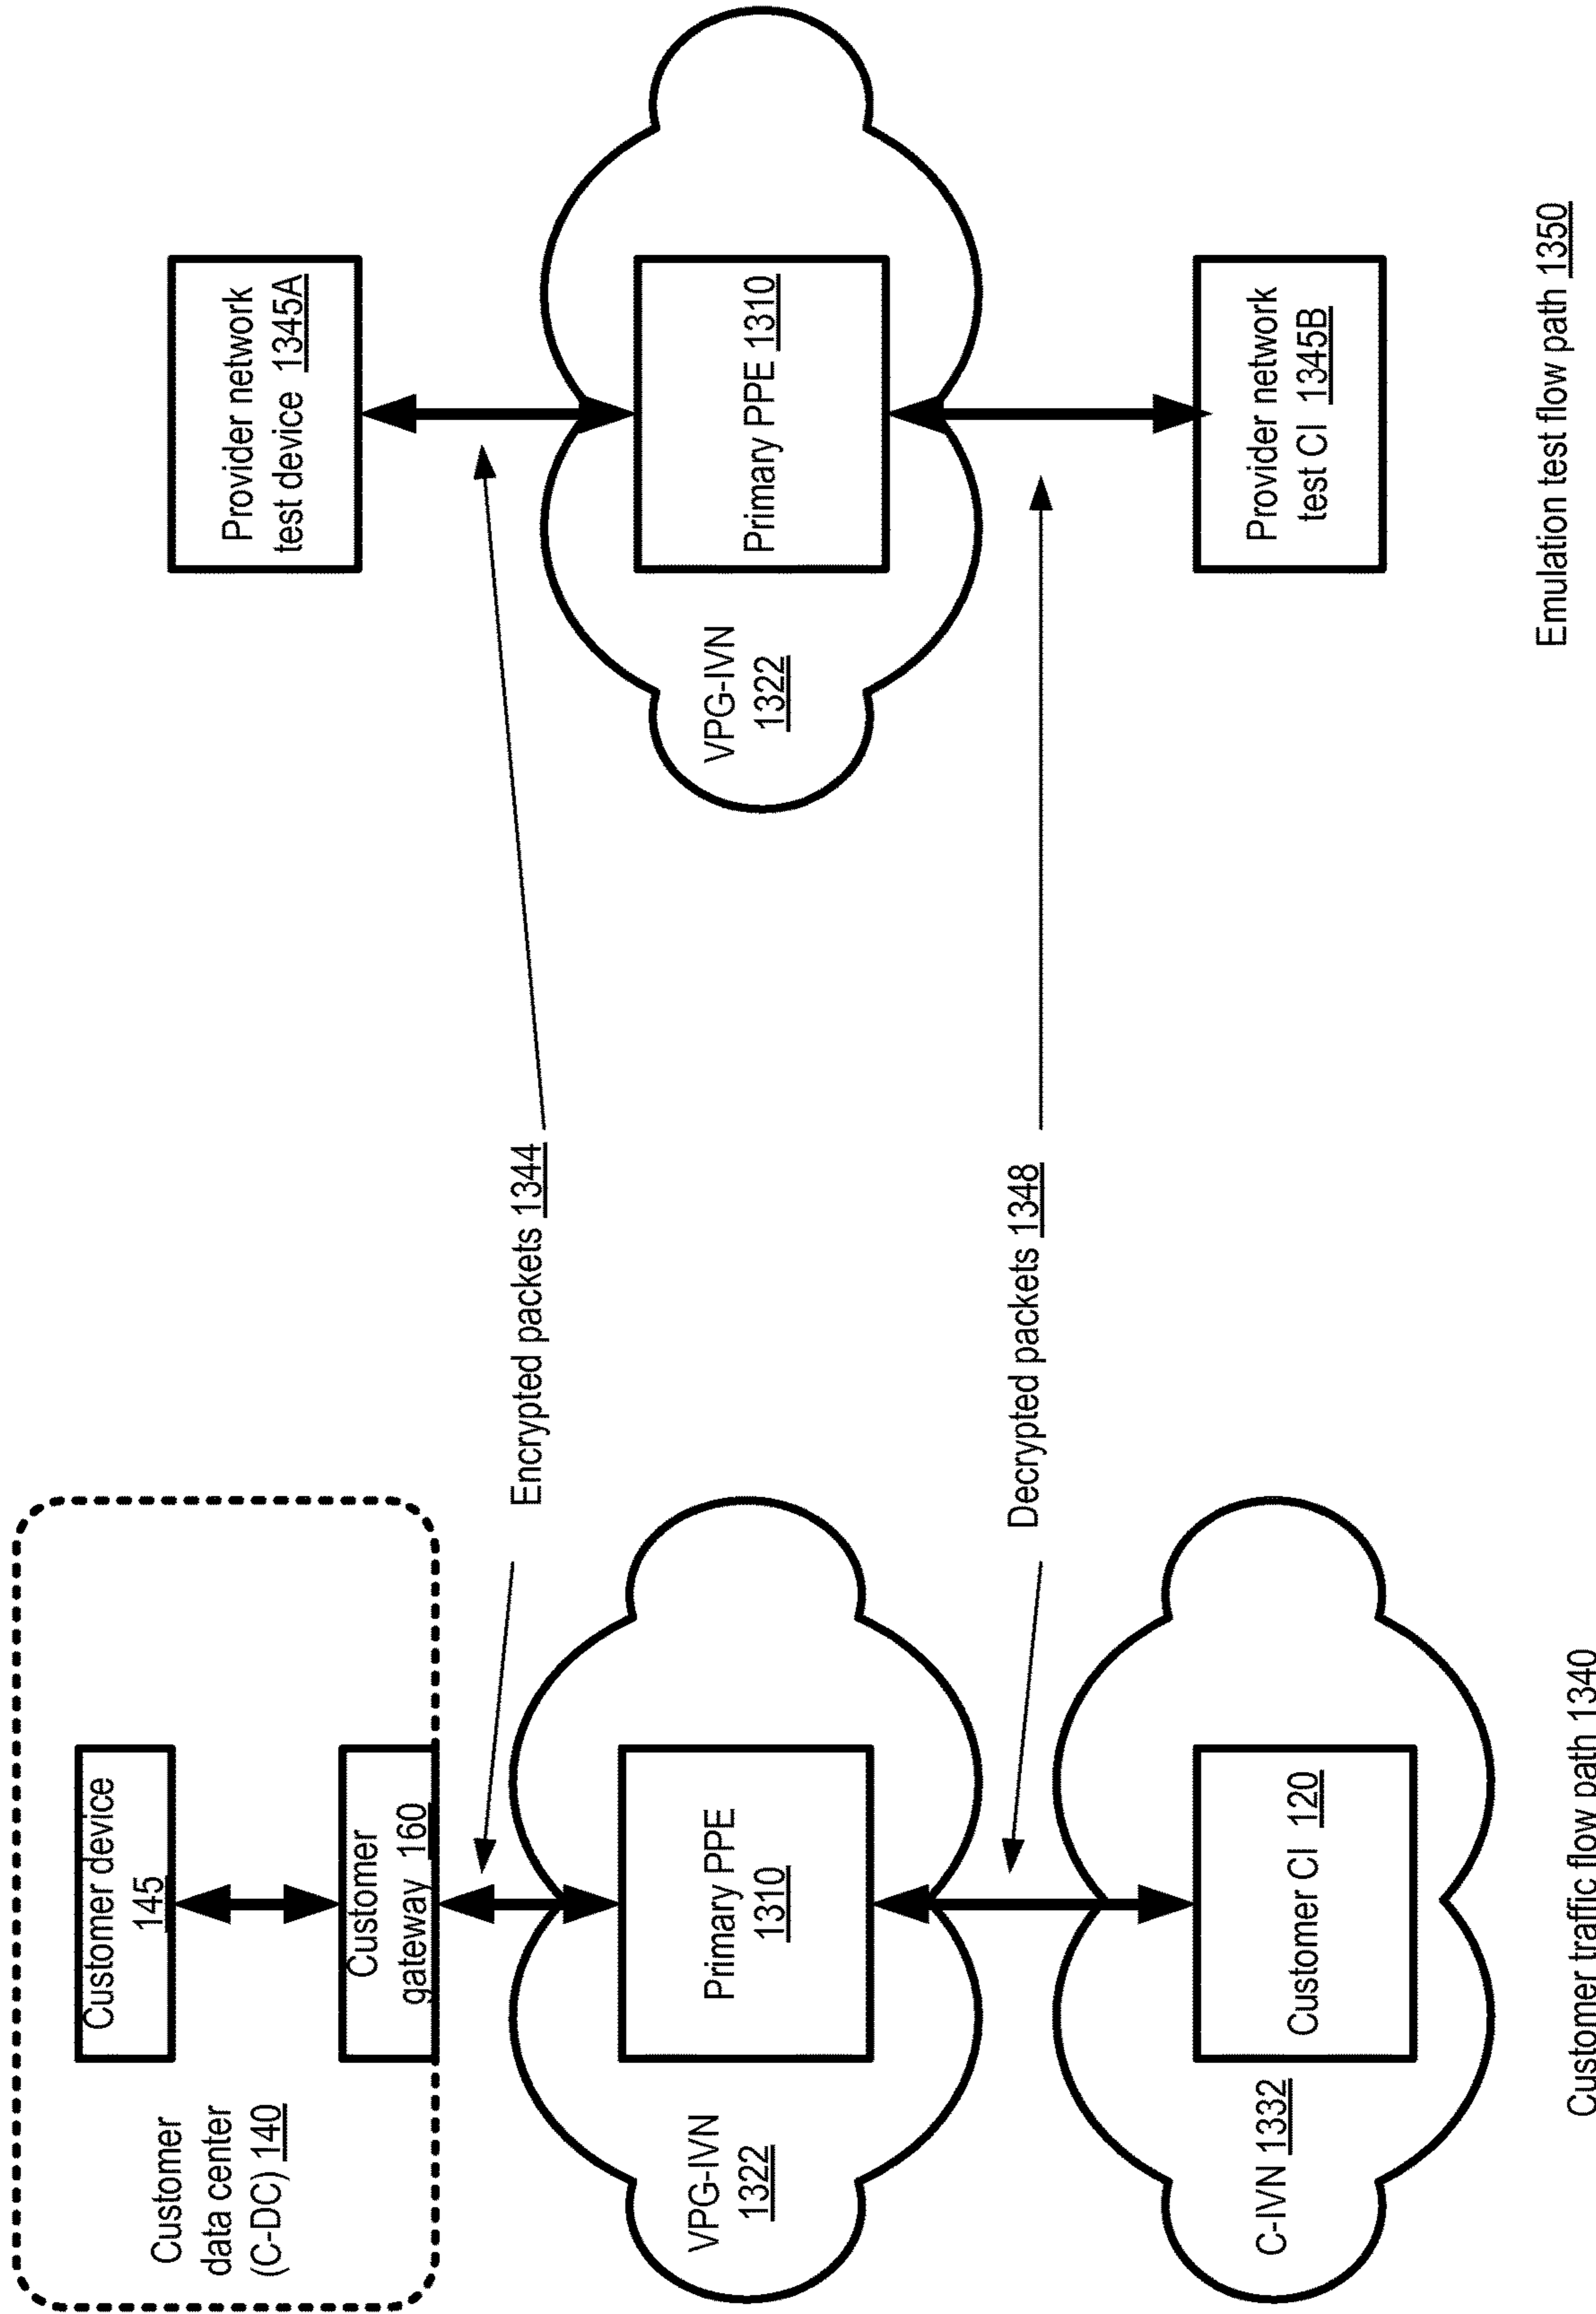 Customer device
145
Customer
gateway 160
Customer
data center
(C-DC) 140
Primary PPE
1310
VPG-IVN
1322
Customer CI 120
C-IVN 1332
Customer traffic flow path 1340
Encrypted packets 1344
Decrypted packets 1348
Provider network
test device 1345A
Primary PPE 1310
VPG-IVN
1322
Provider network
test CI 1345B
Emulation test flow path 1350